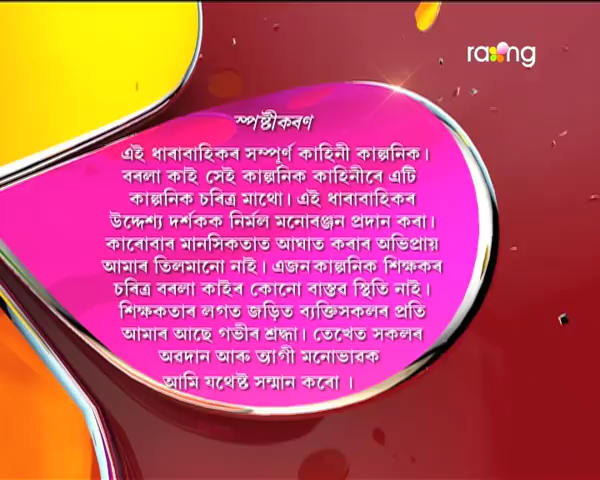 rang
স্পষ্টীকৰণ
এই ধাৰাবাহিকৰ সম্পূৰ্ণ কাহিনী কাল্পনিক।
বৰলা কাই সেই কাল্পনিক কাহিনীৰে এটি
কাল্পনিক চৰিত্ৰ মাথো। এই ধাৰাবাহিকৰ
উদ্দেশ্য দৰ্শকক নিৰ্মল মনোৰঞ্জন প্ৰদান কৰা।
কাৰোবাৰ মানসিকতাত আঘাত কৰাৰ অভিপ্ৰায়
আমাৰ তিলমানো নাই। এজন কাল্পনিক শিক্ষকৰ
চৰিত্ৰ বৰলা কাইৰ কোনো বাস্তৱ স্থিতি নাই।
শিক্ষকতাৰ লগত জড়িত ব্যক্তিসকলৰ প্ৰতি
আমাৰ আছে গভীৰ শ্ৰদ্ধা। তেখেত সকলৰ
অৱদান আৰু ত্যাগী মনোভাৱক
আমি যথেষ্ট সন্মান কৰো ।